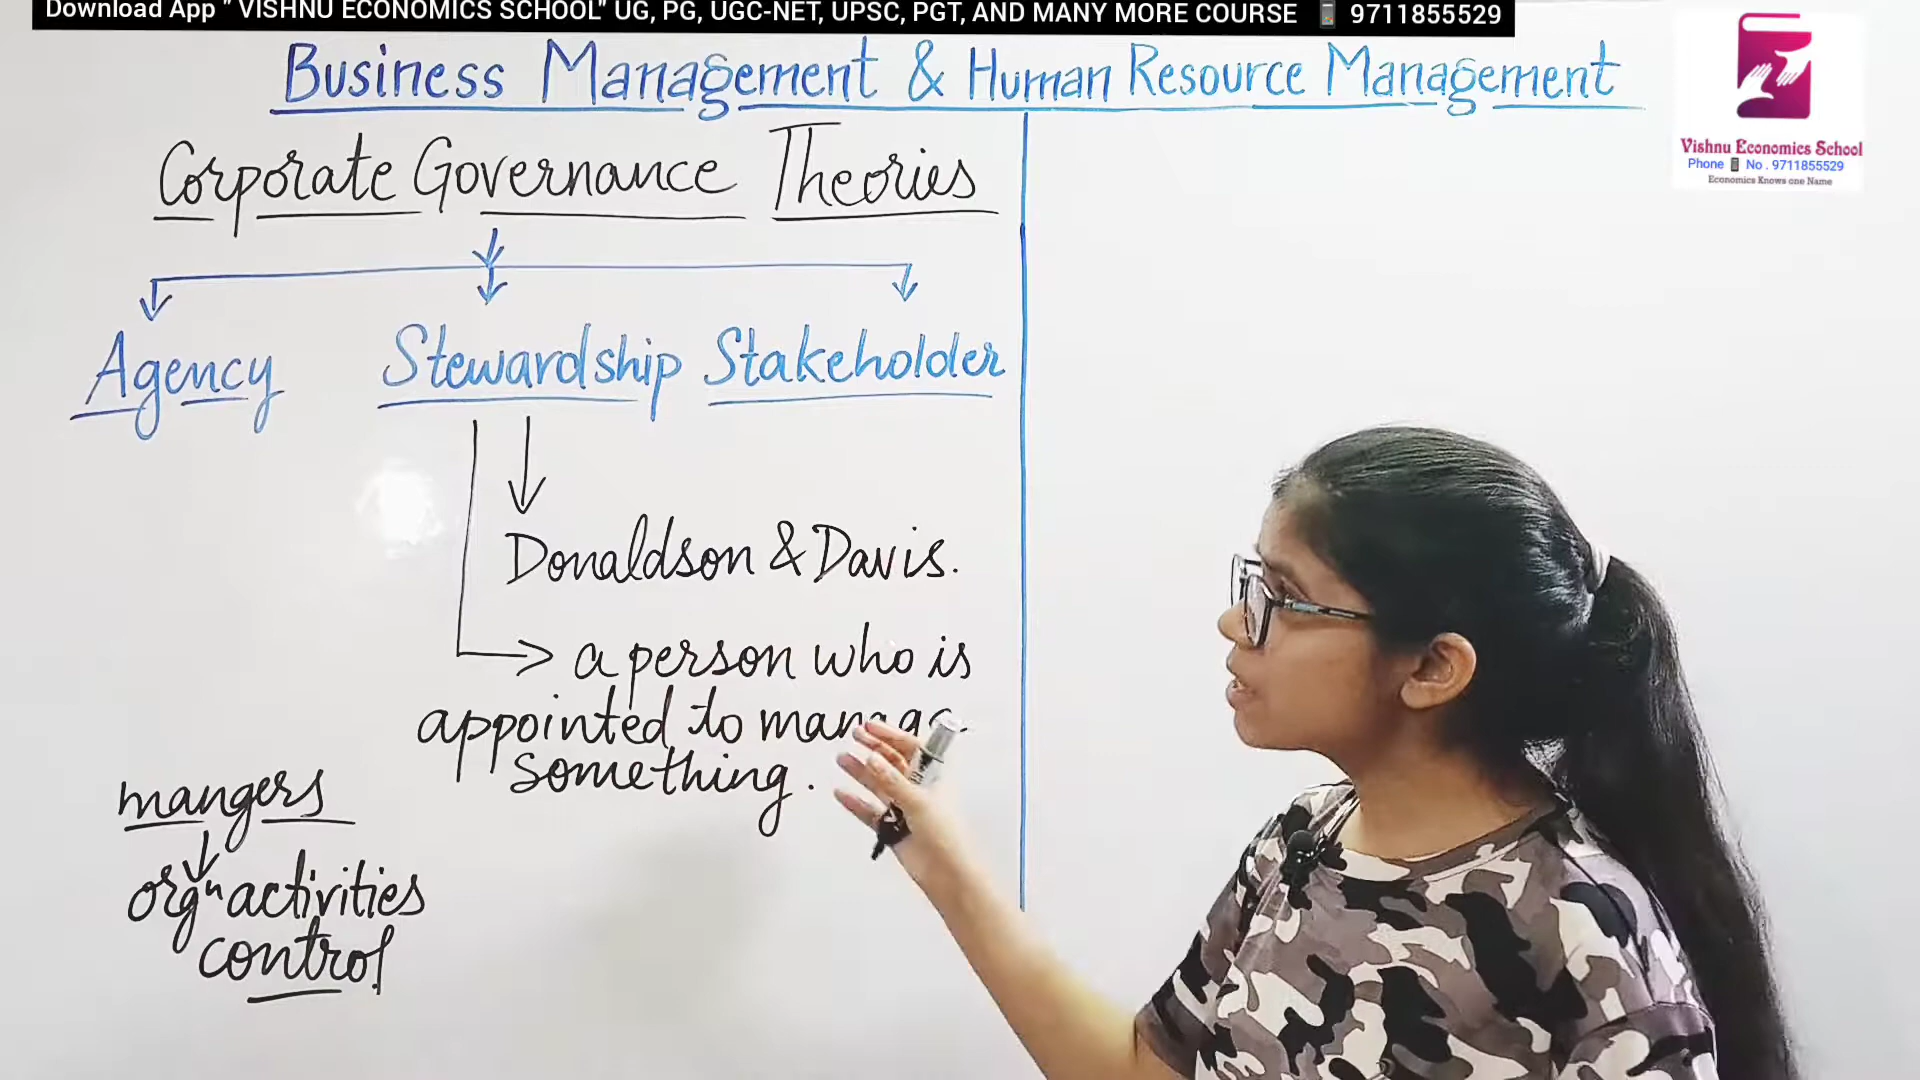 Download App " VISHNU ECONOMICS SCHOOL" UG, PG, UGC-NET, UPSC, PGT, AND MANY MORE COURSE 📱 9711855529
Business Management & Human Resource Management
Vishnu Economics School
Phone 📱 No . 9711855529
Economics Knows one Name
Corporate Governance Theories
Agency Stewardship Stakeholder
Donaldson & Davis.
a person who is
appointed to
something.
mangers
orgⁿ activities
control